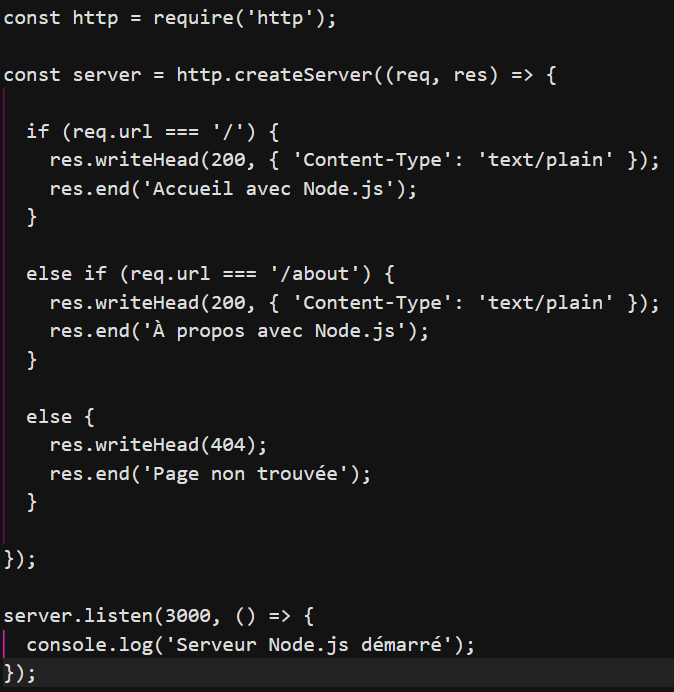 const http = require('http');
const server = http.createServer((req, res) => {
if (req.url === '/') {
res.writeHead(200, { 'Content-Type': 'text/plain' });
res.end('Accueil avec Node.js');
}
else if (req.url === '/about') {
res.writeHead(200, { 'Content-Type': 'text/plain' });
res.end('À propos avec Node.js');
}
else {
res.writeHead(404);
res.end('Page non trouvée');
}
});
server.listen(3000, () => {
console.log('Serveur Node.js démarré');
});